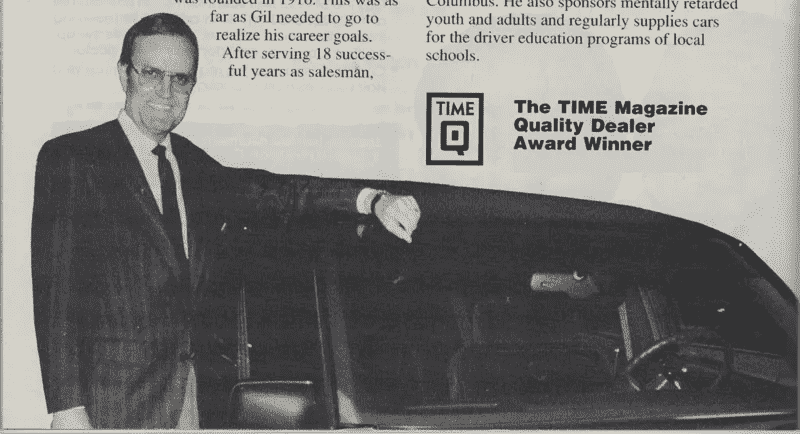 was founded in 1916. This was as
far as Gil needed to go to
realize his career goals.
After serving 18 success-
ful years as salesman,
Columbus. He also sponsors mentally retarded
youth and adults and regularly supplies cars
for the driver education programs of local
schools.
TIME
Q
The TIME Magazine
Quality Dealer
Award Winner